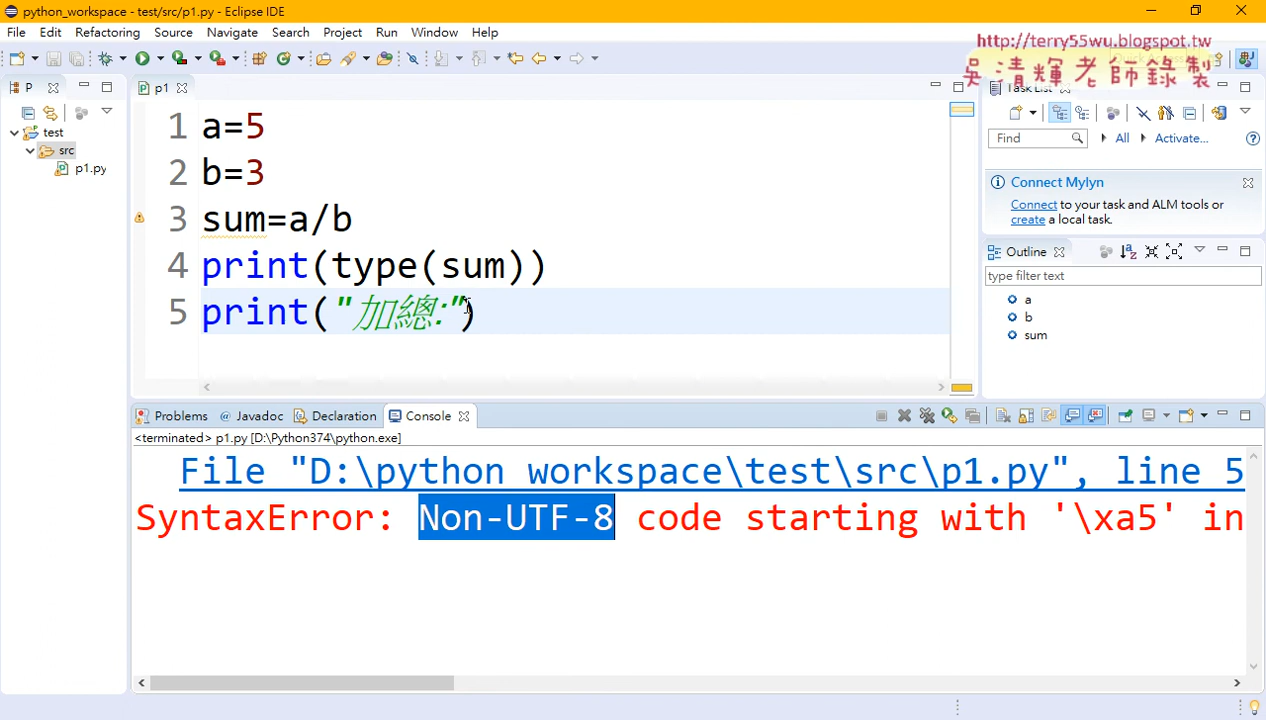 python_workspace - test/src/p1.py - Eclipse IDE
File Edit Refactoring Source Navigate Search Project Run Window Help
http://terry55wu.blogspot.tw
吳清輝老師錄製
P
p1
Task List
test
src
p1.py
1 a=5
2 b=3
3 sum=a/b
4 print(type(sum))
5 print("加總:")
Find
All
Activate...
Connect Mylyn
Connect to your task and ALM tools or
create a local task.
Outline
type filter text
a
b
sum
Problems @ Javadoc Declaration Console
<terminated> p1.py [D:\Python374\python.exe]
File "D:\python_workspace\test\src\p1.py", line 5
SyntaxError: Non-UTF-8 code starting with '\xa5' in